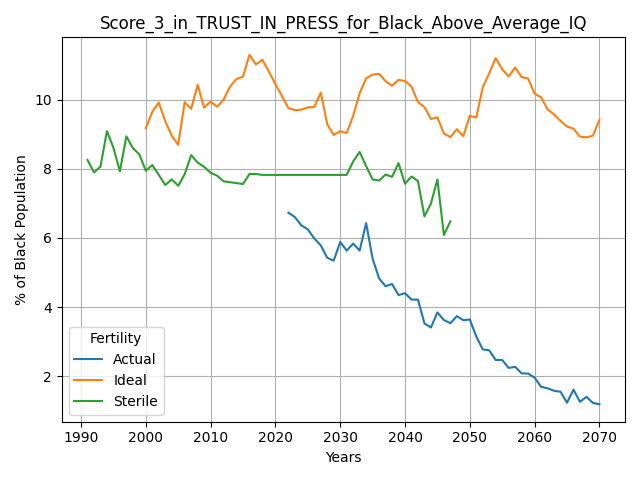 Score_3_in_TRUST_IN_PRESS_for_Black_Above_Average_IQ
% of Black Population
10
8
6
4
2
Fertility
Actual
Ideal
Sterile
1990 2000 2010 2020 2030 2040 2050 2060 2070
Years